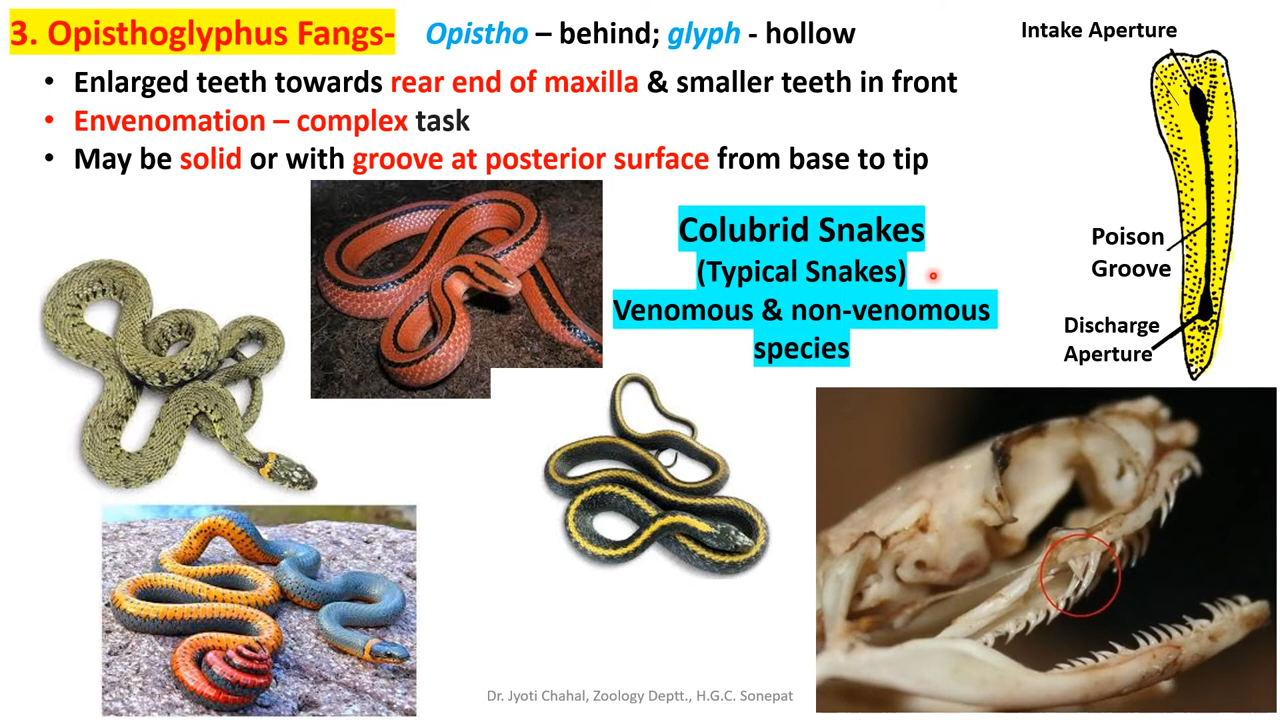 3. Opisthoglyphus Fangs- Opistho – behind; glyph - hollow
• Enlarged teeth towards rear end of maxilla & smaller teeth in front
• Envenomation – complex task
• May be solid or with groove at posterior surface from base to tip
Colubrid Snakes
(Typical Snakes)
Venomous & non-venomous
species
Intake Aperture
Poison
Groove
Discharge
Aperture
Dr. Jyoti Chahal, Zoology Deptt., H.G.C. Sonepat